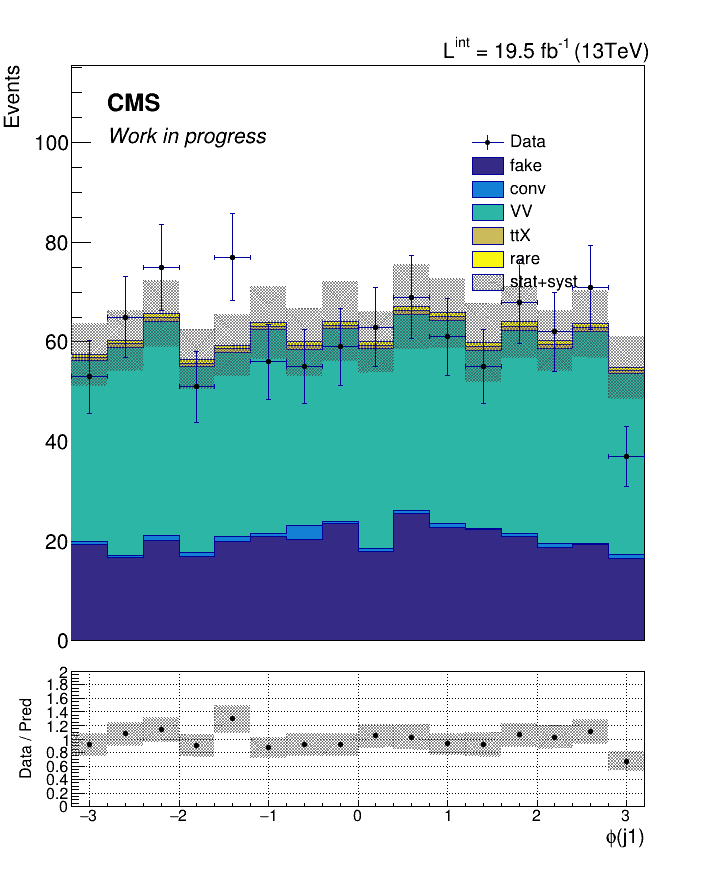 L^int = 19.5 fb^-1 (13TeV)
Events
CMS
Work in progress
Data
fake
conv
VV
ttX
rare
stat+syst
100
80
60
40
20
0
Data / Pred
2
1.8
1.6
1.4
1.2
1
0.8
0.6
0.4
0.2
0
−3 −2 −1 0 1 2 3
ϕ(j1)